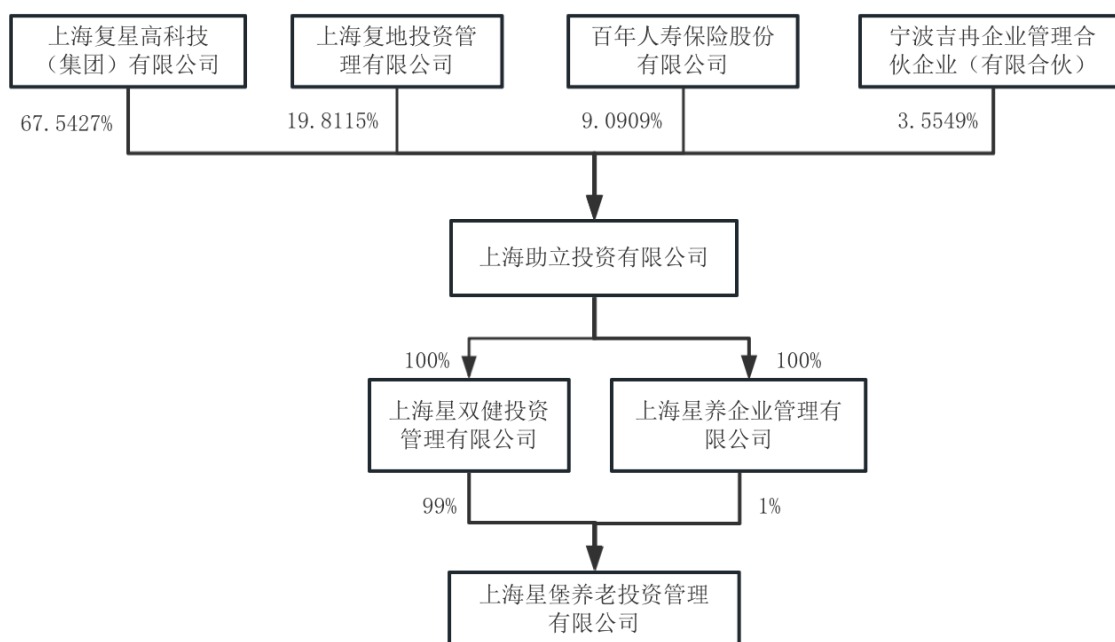 上海复星高科技
（集团）有限公司
上海复地投资管
理有限公司
百年人寿保险股份
有限公司
宁波吉冉企业管理合
伙企业（有限合伙）
67.5427%
19.8115%
9.0909%
3.5549%
上海助立投资有限公司
100%
100%
上海星双健投资
管理有限公司
上海星养企业管理有
限公司
99%
1%
上海星堡养老投资管理
有限公司